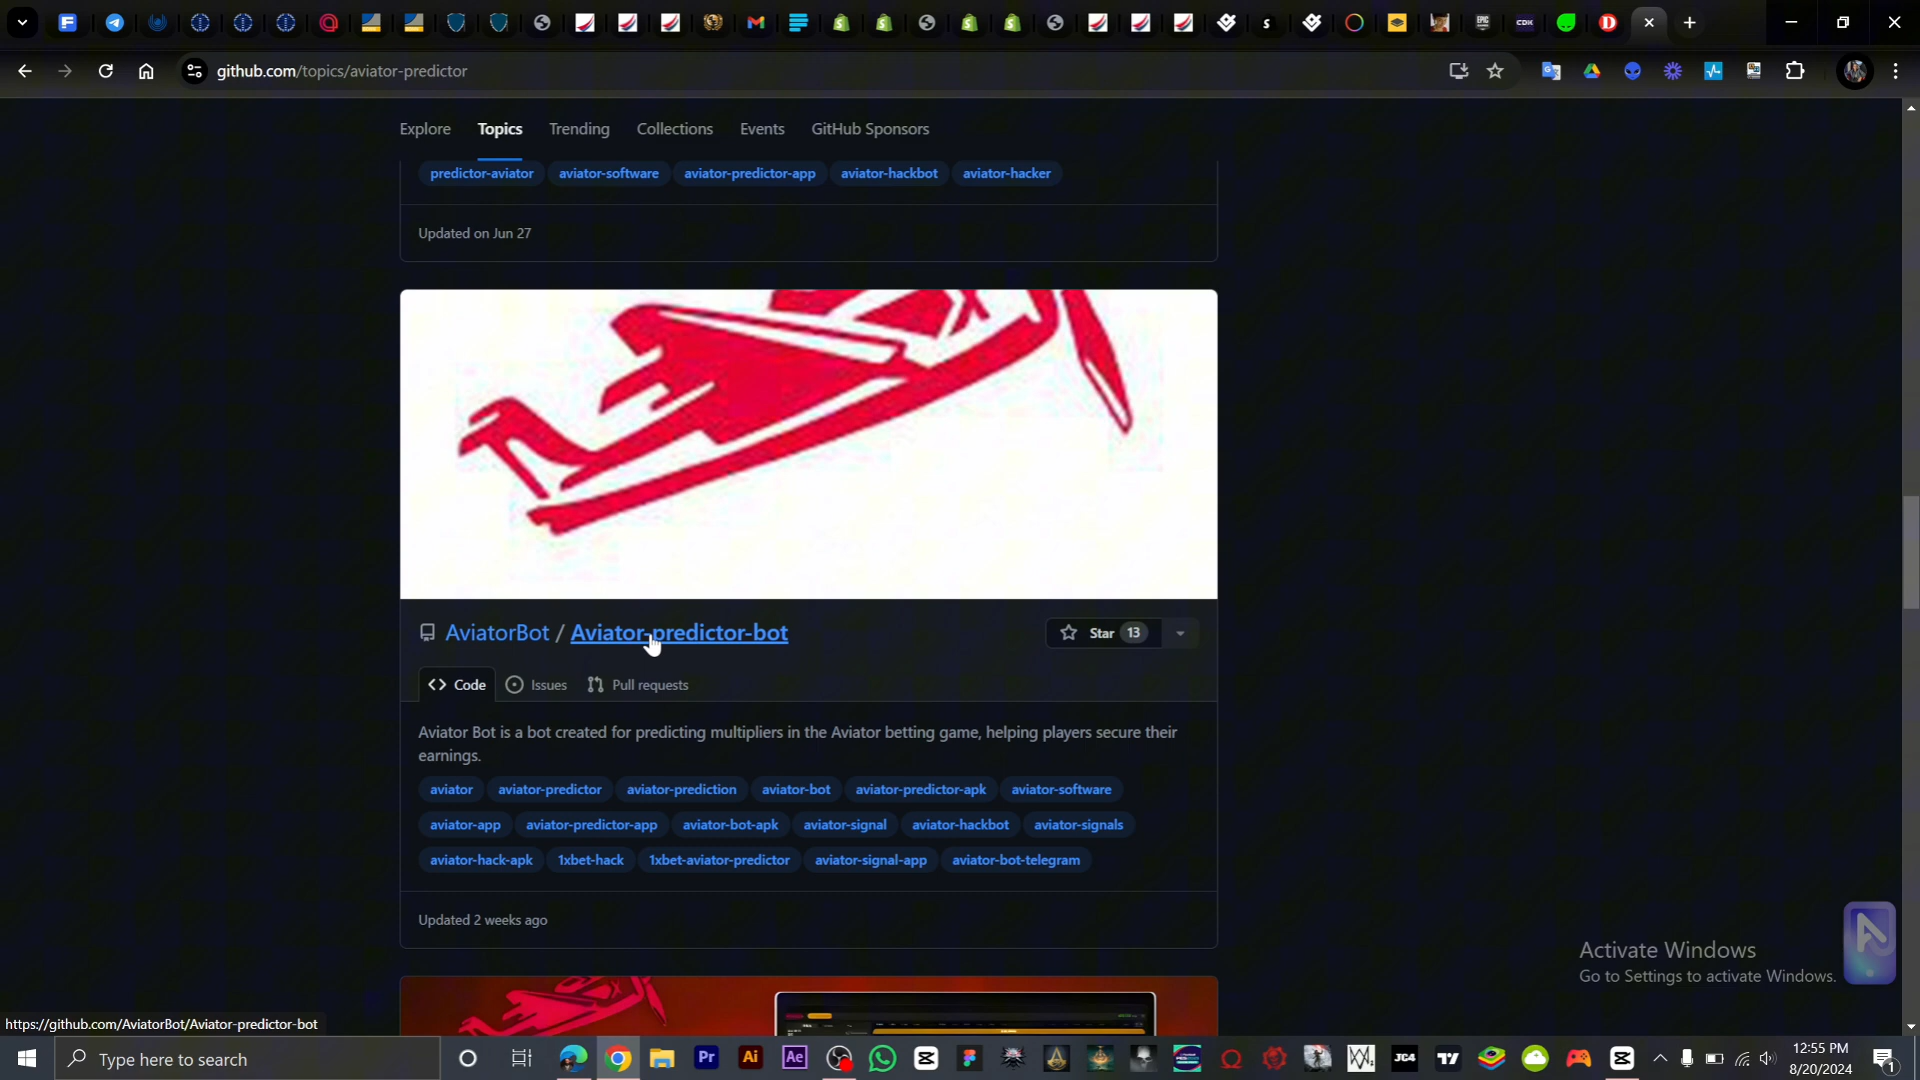 github.com/topics/aviator-predictor
Explore Topics Trending Collections Events GitHub Sponsors
predictor-aviator aviator-software aviator-predictor-app aviator-hackbot aviator-hacker
Updated on Jun 27
AviatorBot / Aviator-predictor-bot
Star 13
Code Issues Pull requests
Aviator Bot is a bot created for predicting multipliers in the Aviator betting game, helping players secure their
earnings.
aviator aviator-predictor aviator-prediction aviator-bot aviator-predictor-apk aviator-software
aviator-app aviator-predictor-app aviator-bot-apk aviator-signal aviator-hackbot aviator-signals
aviator-hack-apk 1xbet-hack 1xbet-aviator-predictor aviator-signal-app aviator-bot-telegram
Updated 2 weeks ago
Activate Windows
Go to Settings to activate Windows.
https://github.com/AviatorBot/Aviator-predictor-bot
Type here to search
Pr Ai Ae
JC4
12:55 PM
8/20/2024
1